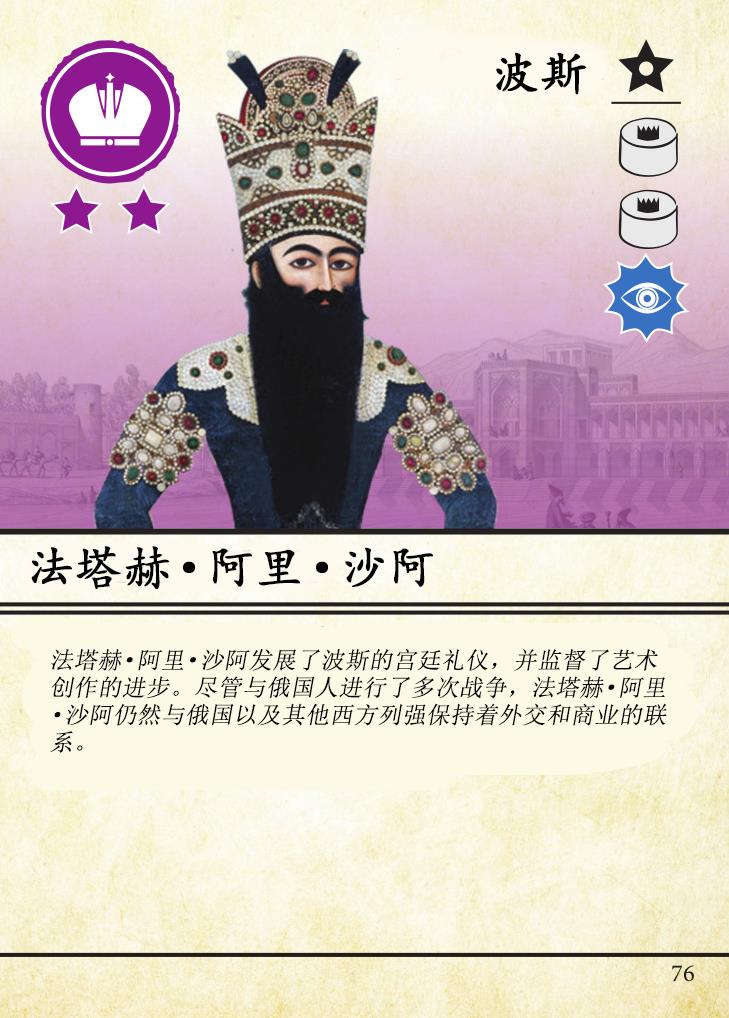 波斯
法塔赫•阿里•沙阿
法塔赫•阿里•沙阿发展了波斯的宫廷礼仪，并监督了艺术
创作的进步。尽管与俄国人进行了多次战争，法塔赫•阿里
•沙阿仍然与俄国以及其他西方列强保持着外交和商业的联
系。
76